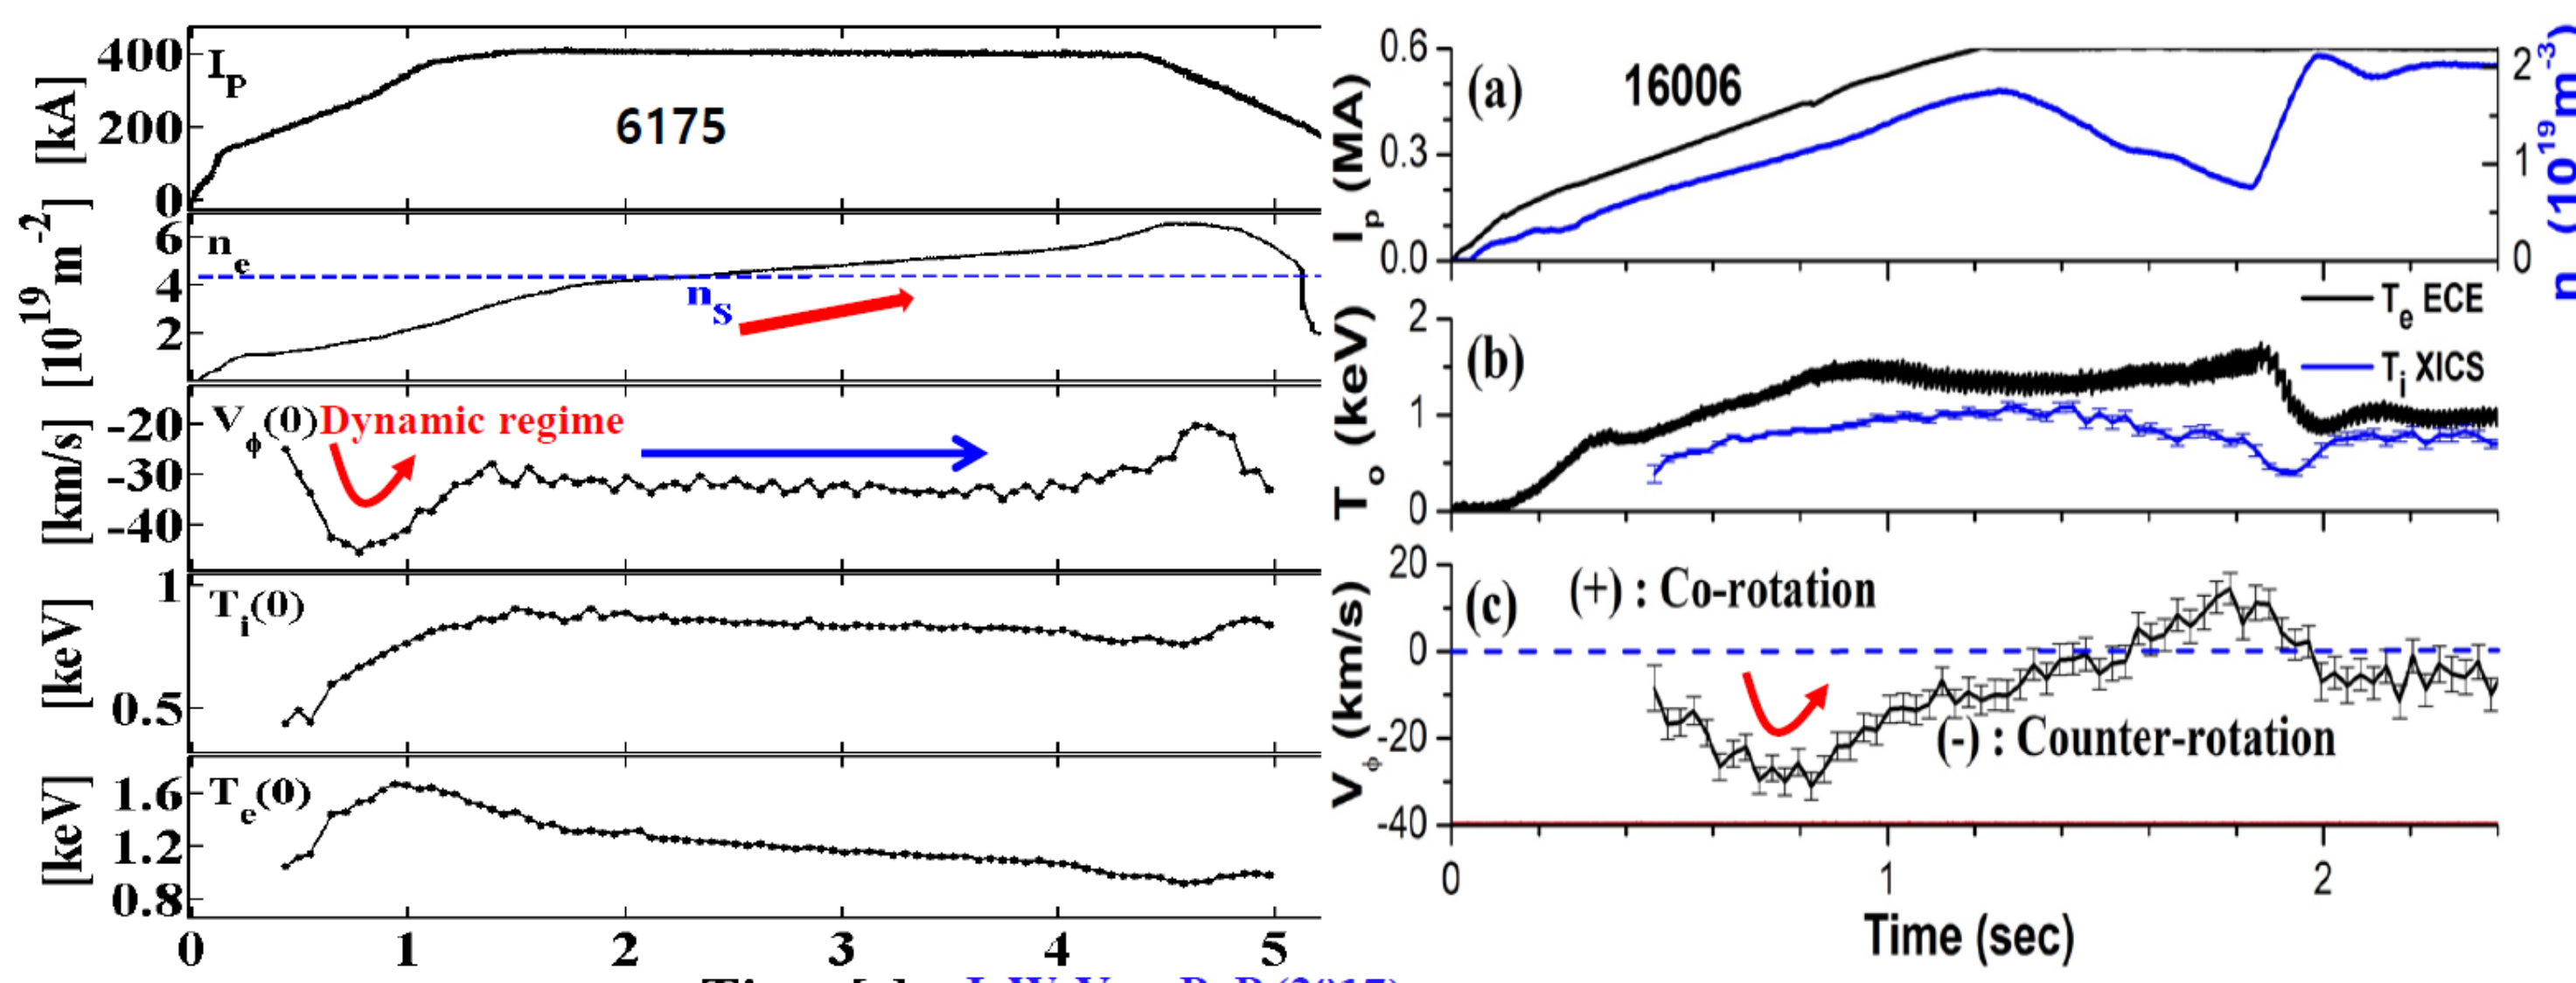 400
200
0
[kA]
I_P
6175
6
4
2
[10^19 m^-2]
n_e
n_S
-20
-30
-40
[km/s]
V_ϕ(0)
Dynamic regime
1
0.5
[keV]
T_i(0)
1.6
1.2
0.8
[keV]
T_e(0)
0 1 2 3 4 5
0.6
0.3
0.0
I_P (MA)
(a)
16006
2
1
0
(10^19 m^-3)
2
1
0
T_o (keV)
(b)
T_e ECE
T_i XICS
20
0
-20
-40
V_ϕ (km/s)
(c)
(+) : Co-rotation
(-) : Counter-rotation
0 1 2
Time (sec)